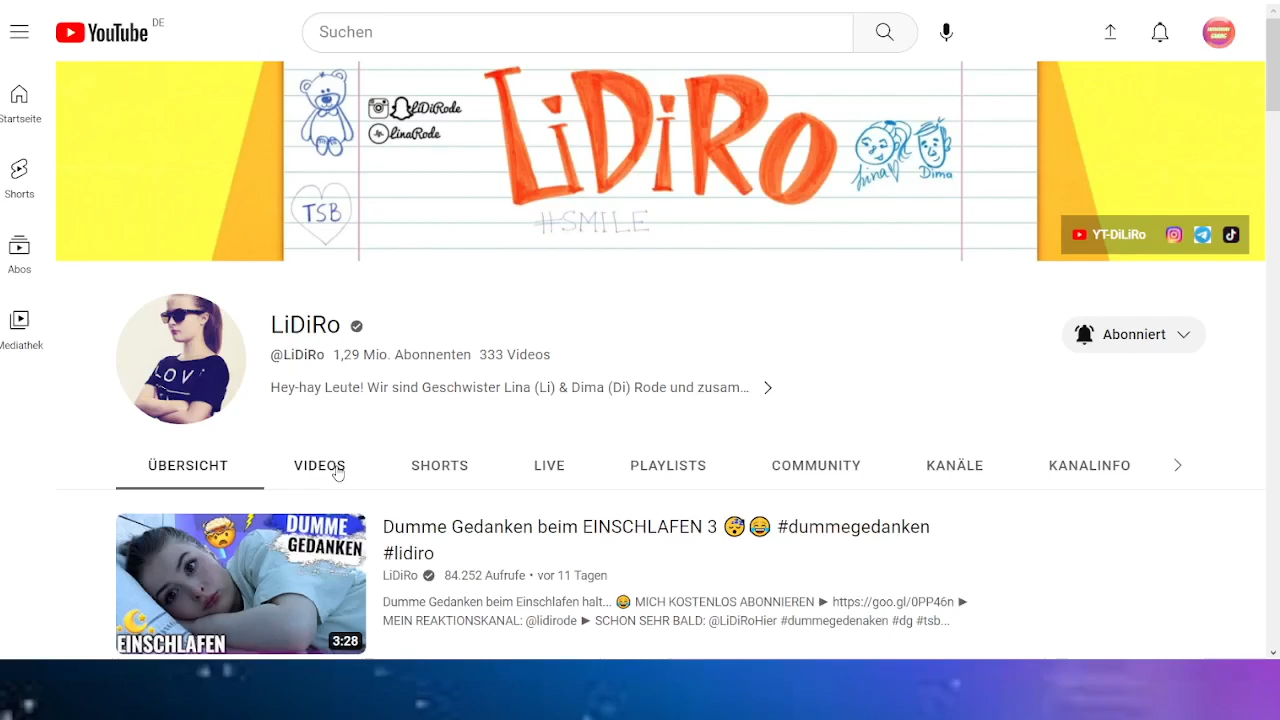 YouTube DE
Suchen
Startseite
Shorts
Abos
Mediathek
LiDiRode
LinaRode
LiDiRo
Lina
Dima
TSB
#SMILE
YT-DiLiRo
LOV
LiDiRo
@LiDiRo 1,29 Mio. Abonnenten 333 Videos
Hey-hay Leute! Wir sind Geschwister Lina (Li) & Dima (Di) Rode und zusam...
Abonniert
ÜBERSICHT VIDEOS SHORTS LIVE PLAYLISTS COMMUNITY KANÄLE KANALINFO
DUMME
GEDANKEN
EINSCHLAFEN
3:28
Dumme Gedanken beim EINSCHLAFEN 3 😴😂 #dummegedanken
#lidiro
LiDiRo 84.252 Aufrufe • vor 11 Tagen
Dumme Gedanken beim Einschlafen halt... 😂 MICH KOSTENLOS ABONNIEREN ► https://goo.gl/0PP46n ►
MEIN REAKTIONSKANAL: @lidirode ► SCHON SEHR BALD: @LiDiRoHier #dummegedenaken #dg #tsb...